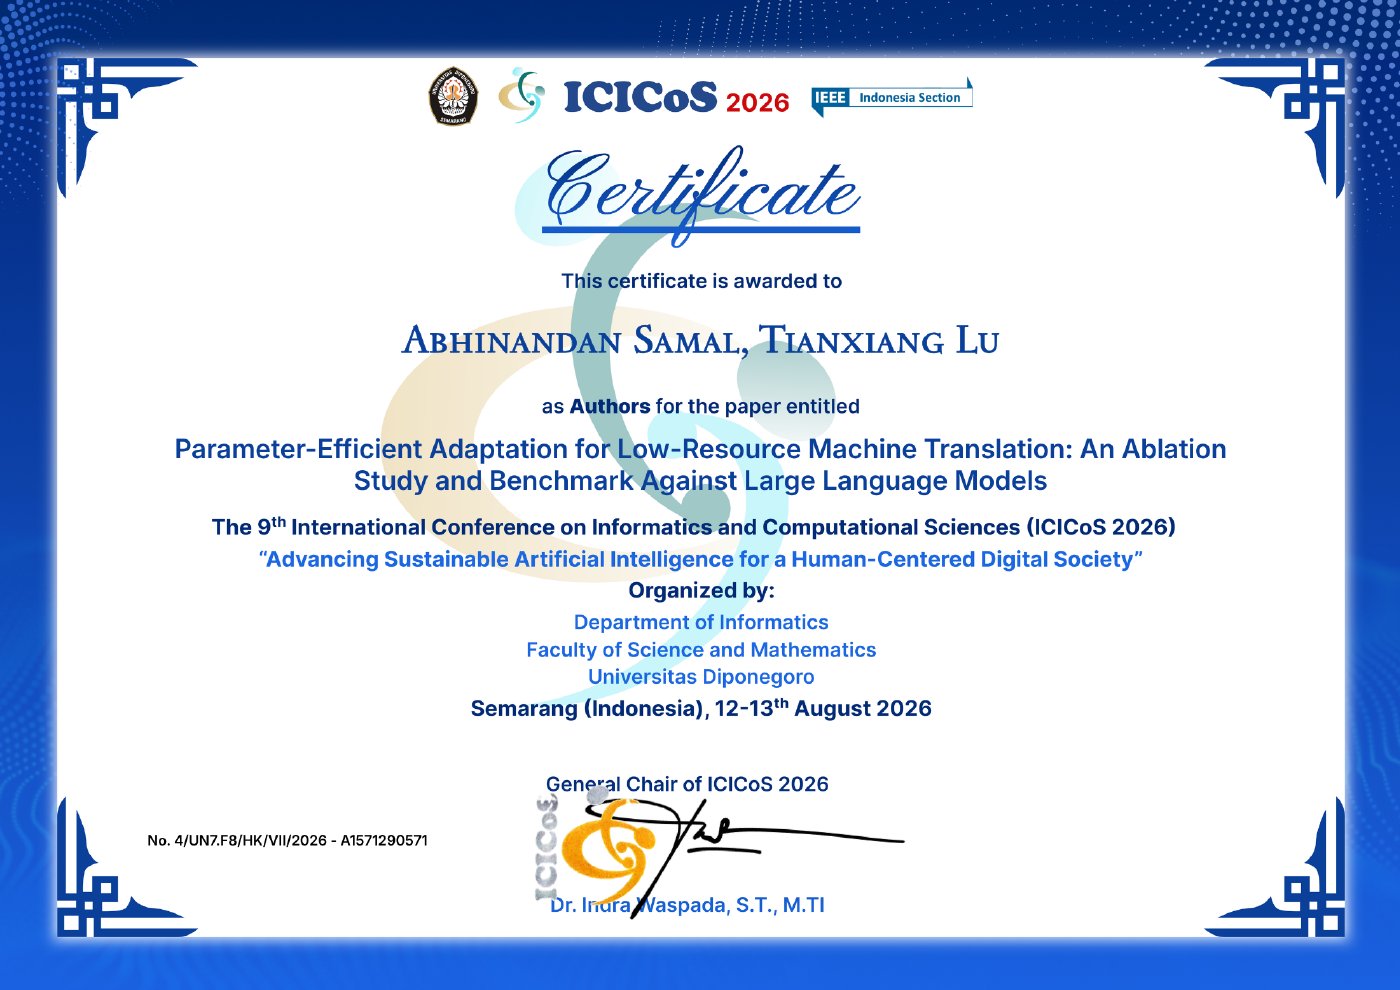 UNIVERSITAS DIPONEGORO
SEMARANG
ICICoS 2026
IEEE Indonesia Section
Certificate
This certificate is awarded to
Abhinandan Samal, Tianxiang Lu
as Authors for the paper entitled
Parameter-Efficient Adaptation for Low-Resource Machine Translation: An Ablation
Study and Benchmark Against Large Language Models
The 9th International Conference on Informatics and Computational Sciences (ICICoS 2026)
“Advancing Sustainable Artificial Intelligence for a Human-Centered Digital Society”
Organized by:
Department of Informatics
Faculty of Science and Mathematics
Universitas Diponegoro
Semarang (Indonesia), 12-13th August 2026
General Chair of ICICoS 2026
ICICoS
No. 4/UN7.F8/HK/VII/2026 - A1571290571
Dr. Indra Waspada, S.T., M.TI